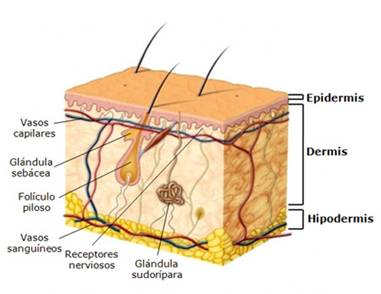 Epidermis
Vasos
capilares
Dermis
Glándula
sebácea
Folículo
piloso
Hipodermis
Vasos
sanguíneos
Receptores
nerviosos
Glándula
sudorípara